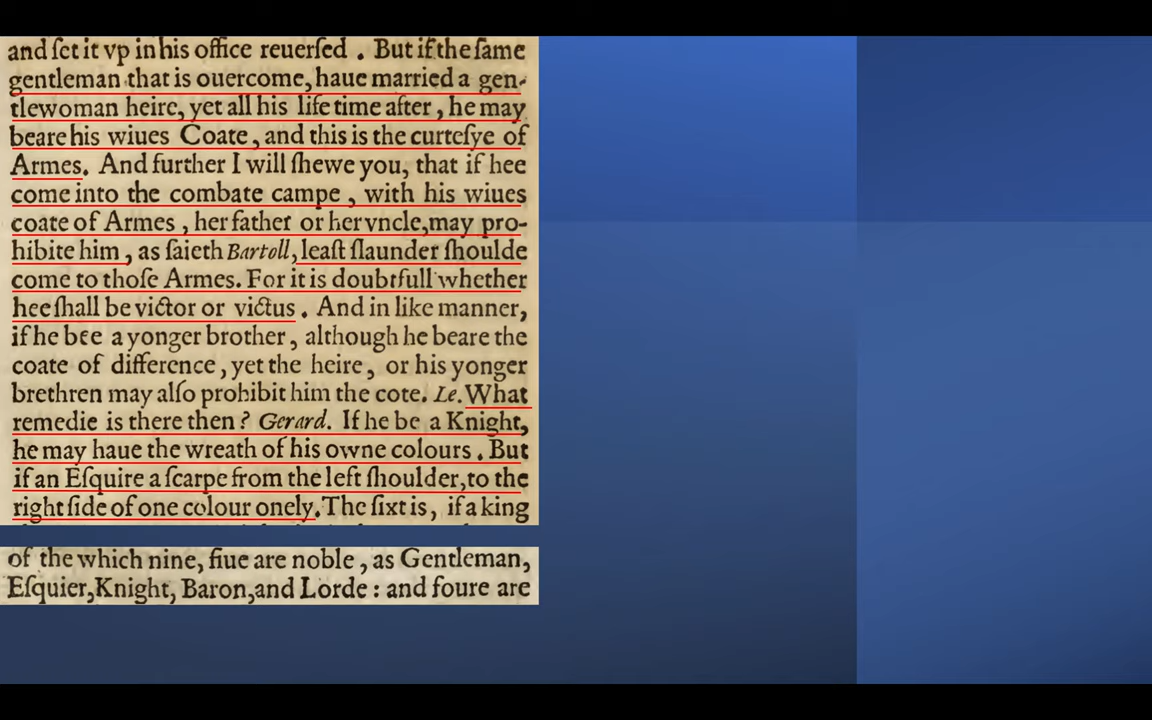 and ſet it vp in his office reuerſed . But if the ſame
gentleman that is ouercome, haue married a gen-
tlewoman heire, yet all his life time after , he may
beare his wiues Coate , and this is the curteſye of
Armes. And further I will ſhewe you, that if hee
come into the combate campe , with his wiues
coate of Armes , her father or her vncle,may pro-
hibite him , as ſaieth Bartoll, leaſt ſlaunder ſhoulde
come to thoſe Armes. For it is doubtfull whether
hee ſhall be victor or victus . And in like manner,
if he bee a yonger brother , although he beare the
coate of difference , yet the heire , or his yonger
brethren may alſo prohibit him the cote. Le. What
remedie is there then ? Gerard. If he be a Knight,
he may haue the wreath of his owne colours . But
if an Eſquire a ſcarpe from the left ſhoulder,to the
right ſide of one colour onely. The ſixt is , if a king
of the which nine, fiue are noble , as Gentleman,
Eſquier,Knight, Baron,and Lorde : and foure are